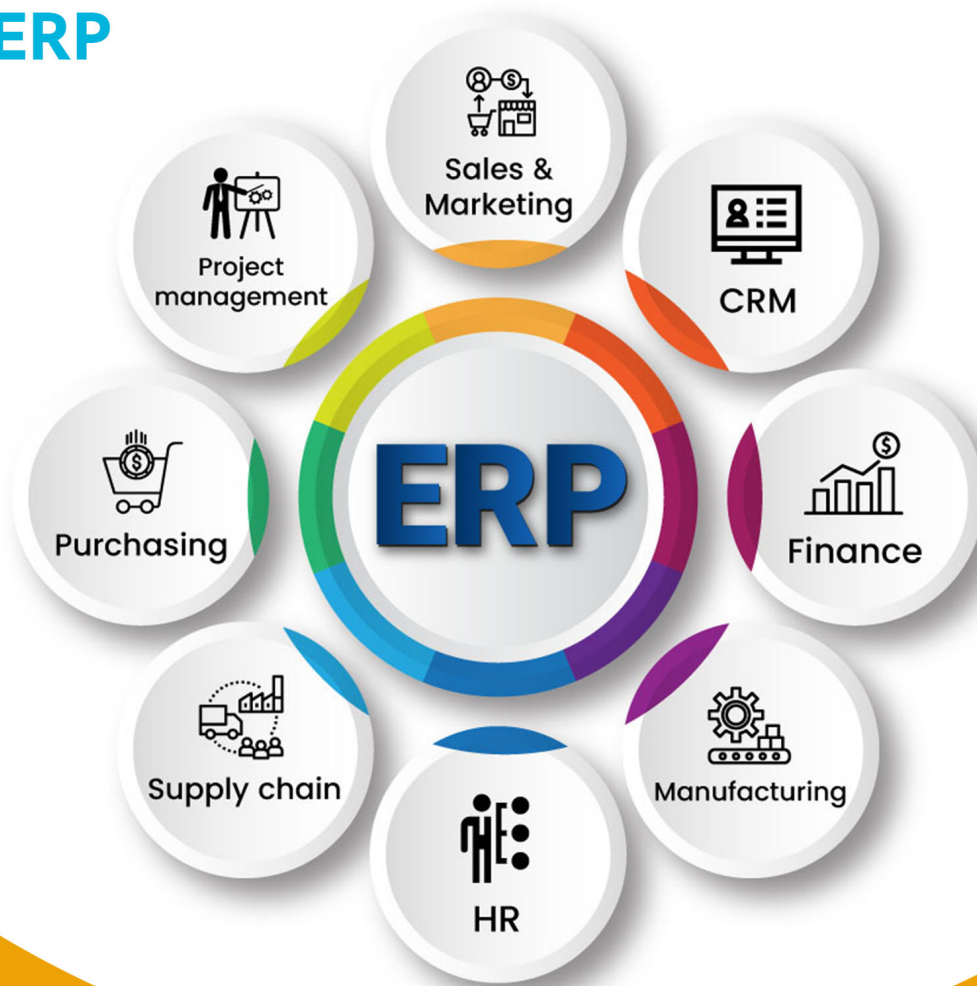 ERP
Sales &
Marketing
CRM
Finance
Manufacturing
HR
Supply chain
Purchasing
Project
management
ERP